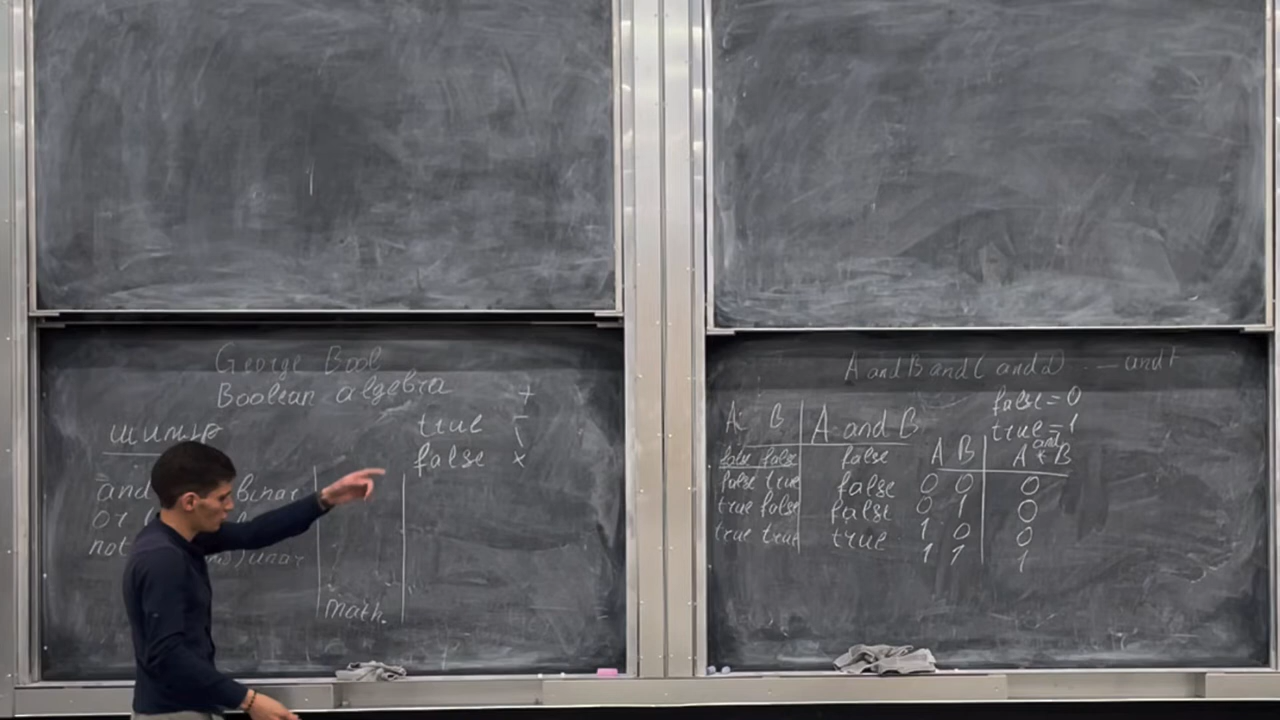 George Bool
Boolean algebra
true
false
+
-
\
×
and binar
or
not unar
math.
A and B and C and D — and F
false = 0
true = 1
A B A and B
false false false
false true false
true false false
true true true
A B A and * B
0 0 0
0 1 0
1 0 0
1 1 1